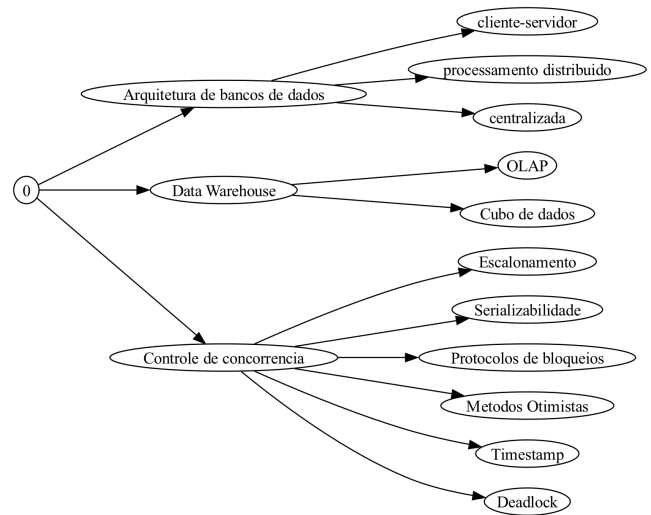 cliente-servidor
processamento distribuido
Arquitetura de bancos de dados
centralizada
OLAP
0
Data Warehouse
Cubo de dados
Escalonamento
Serializabilidade
Controle de concorrencia
Protocolos de bloqueios
Metodos Otimistas
Timestamp
Deadlock